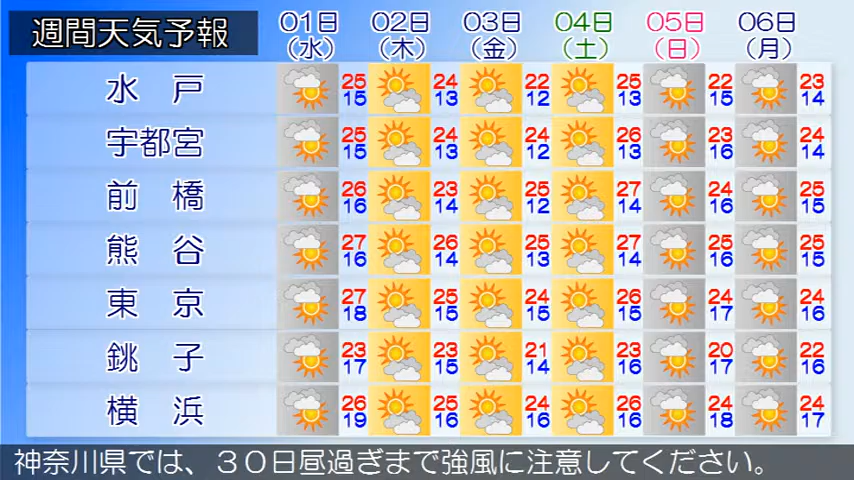 週間天気予報
01日 02日 03日 04日 05日 06日
(水) (木) (金) (土) (日) (月)
水　戸 25 24 22 25 22 23
15 13 12 13 15 14
宇都宮 25 24 24 26 23 24
15 13 12 13 16 14
前　橋 26 23 25 27 24 25
16 14 12 14 16 15
熊　谷 27 26 25 27 25 25
16 14 13 14 16 15
東　京 27 25 24 26 24 24
18 15 15 15 17 16
銚　子 23 23 21 23 20 22
17 15 14 16 17 16
横　浜 26 25 24 26 24 24
19 16 16 16 18 17
神奈川県では、３０日昼過ぎまで強風に注意してください。